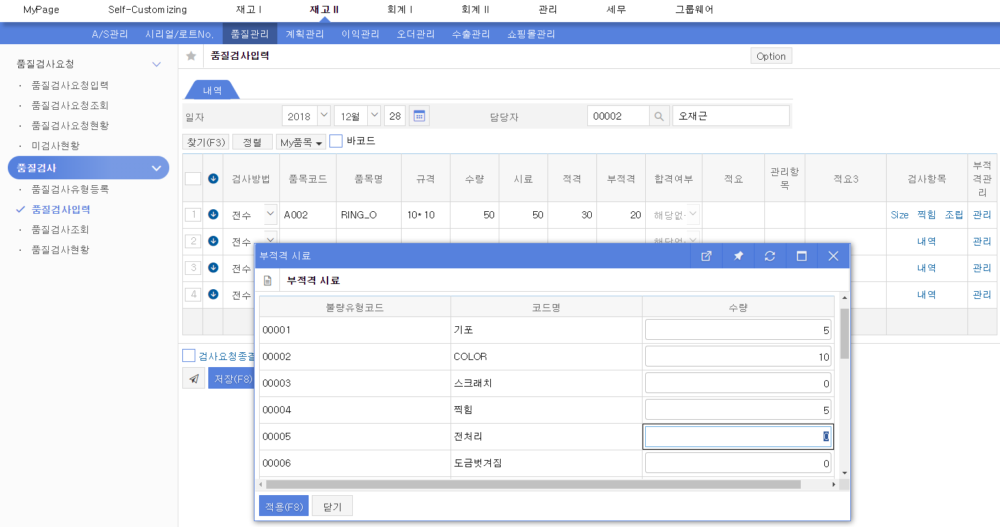 MyPage Self-Customizing 재고 I 재고 II 회계 I 회계 II 관리 세무 그룹웨어
A/S관리 시리얼/로트No. 품질관리 계획관리 이익관리 오더관리 수출관리 쇼핑몰관리
품질검사요청
· 품질검사요청입력
· 품질검사요청조회
· 품질검사요청현황
· 미검사현황
품질검사
· 품질검사유형등록
품질검사입력
· 품질검사조회
· 품질검사현황
품질검사입력 Option
내역
일자 2018 12월 28 담당자 00002 오재근
찾기(F3) 정렬 My품목 바코드
검사방법 품목코드 품목명 규격 수량 시료 적격 부적격 합격여부 적요 관리항목 적요3 검사항목 부적격관리
1 전수 A002 RING_O 10*10 50 50 30 20 해당없· Size 찍힘 조립 관리
2 전수 해당없· 내역 관리
3 전수 내역 관리
4 전수 내역 관리
검사요청종결
저장(F8)
부적격 시료
부적격 시료
불량유형코드 코드명 수량
00001 기포 5
00002 COLOR 10
00003 스크래치 0
00004 찍힘 5
00005 전처리 0
00006 도금벗겨짐 0
적용(F8) 닫기